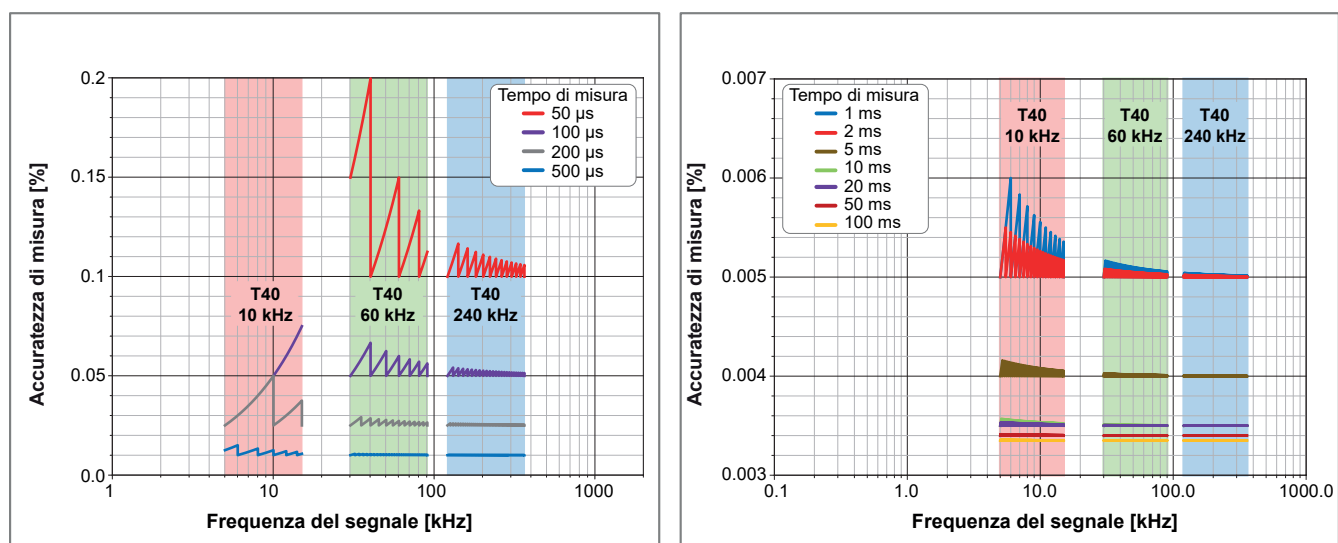 0.2
0.15
0.1
0.05
0.0
Accuratezza di misura [%]
Tempo di misura
50 µs
100 µs
200 µs
500 µs
T40
10 kHz
T40
60 kHz
T40
240 kHz
1
10
100
1000
Frequenza del segnale [kHz]
0.007
0.006
0.005
0.004
0.003
Accuratezza di misura [%]
Tempo di misura
1 ms
2 ms
5 ms
10 ms
20 ms
50 ms
100 ms
T40
10 kHz
T40
60 kHz
T40
240 kHz
0.1
1.0
10.0
100.0
1000.0
Frequenza del segnale [kHz]